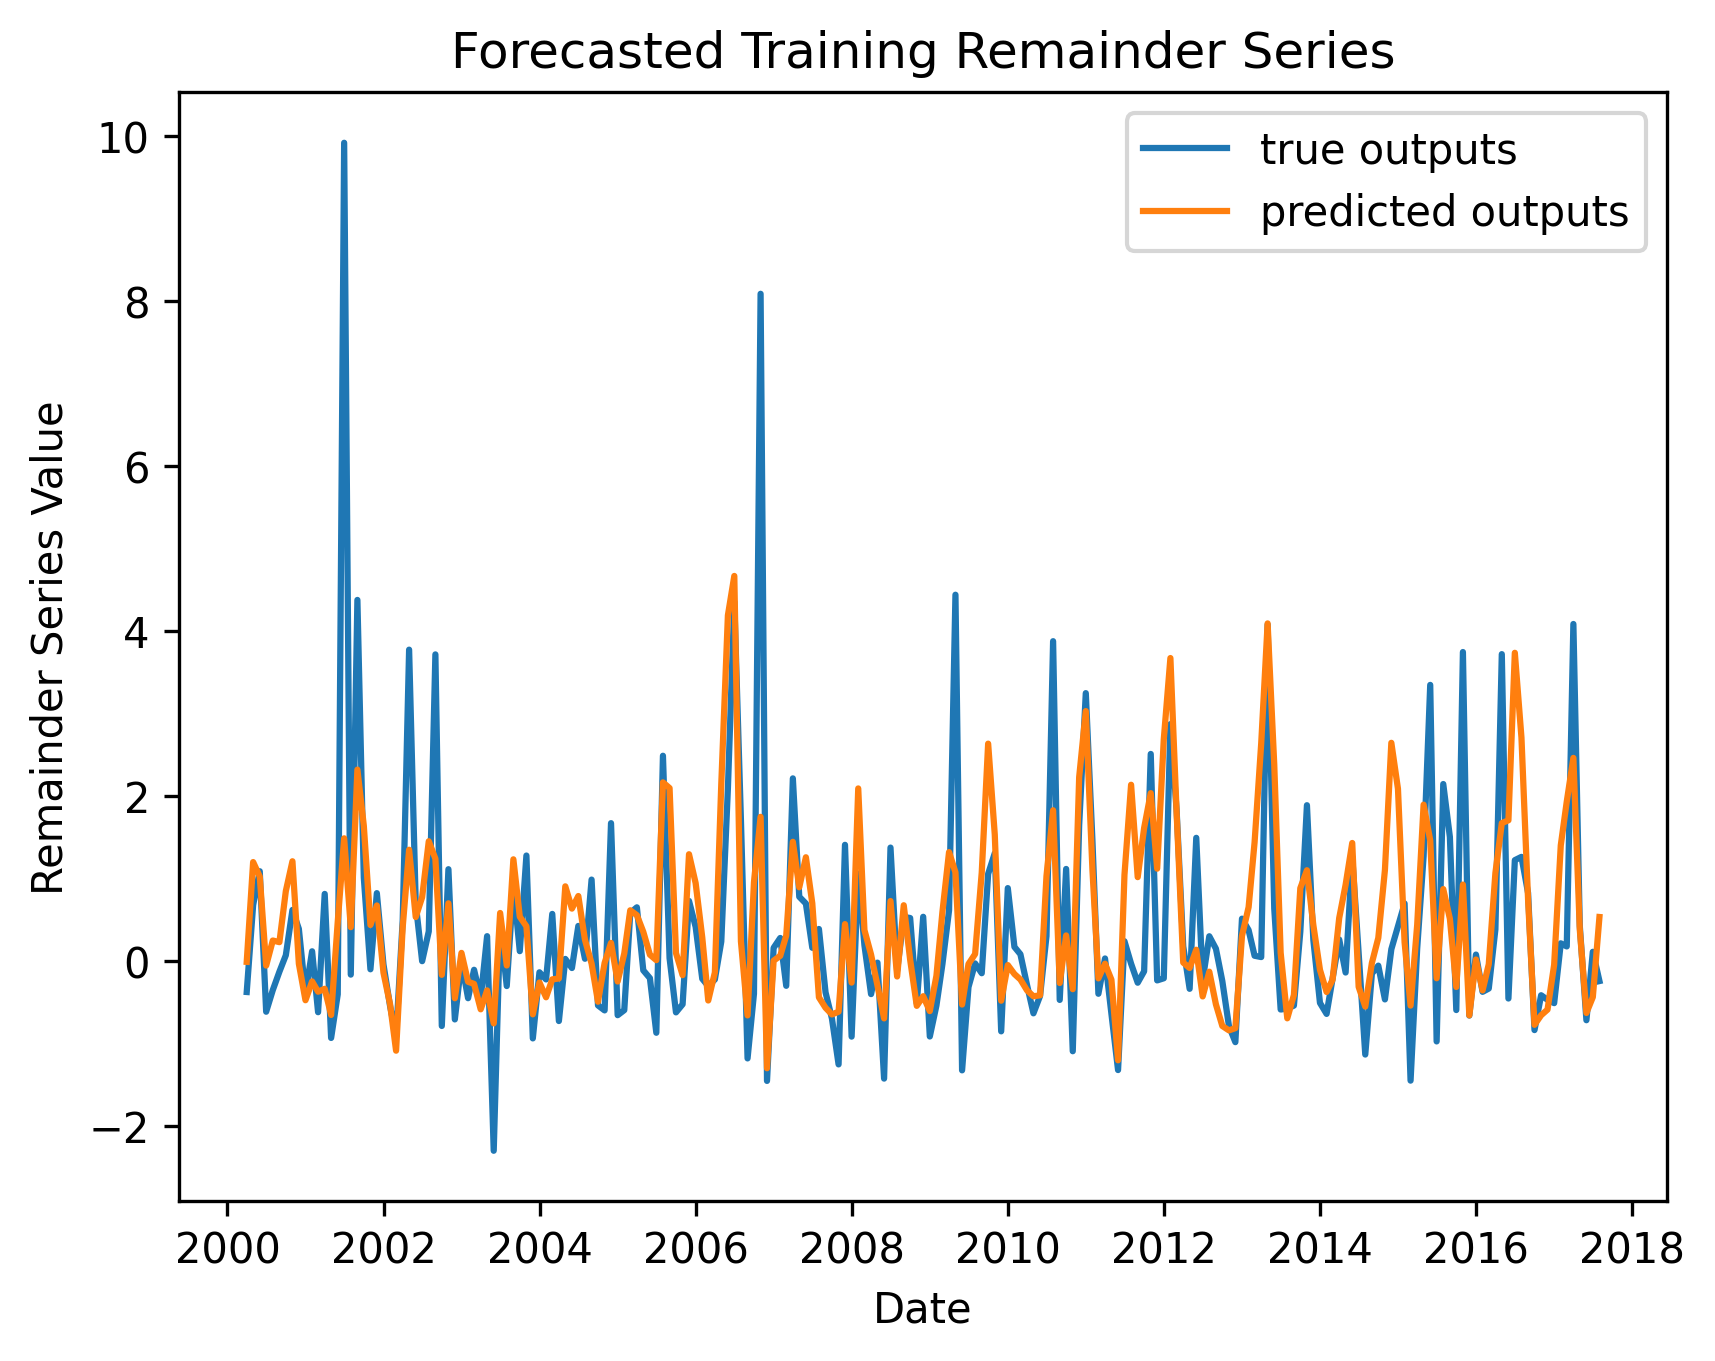 Forecasted Training Remainder Series
true outputs
predicted outputs
Remainder Series Value
10
8
6
4
2
0
−2
2000 2002 2004 2006 2008 2010 2012 2014 2016 2018
Date